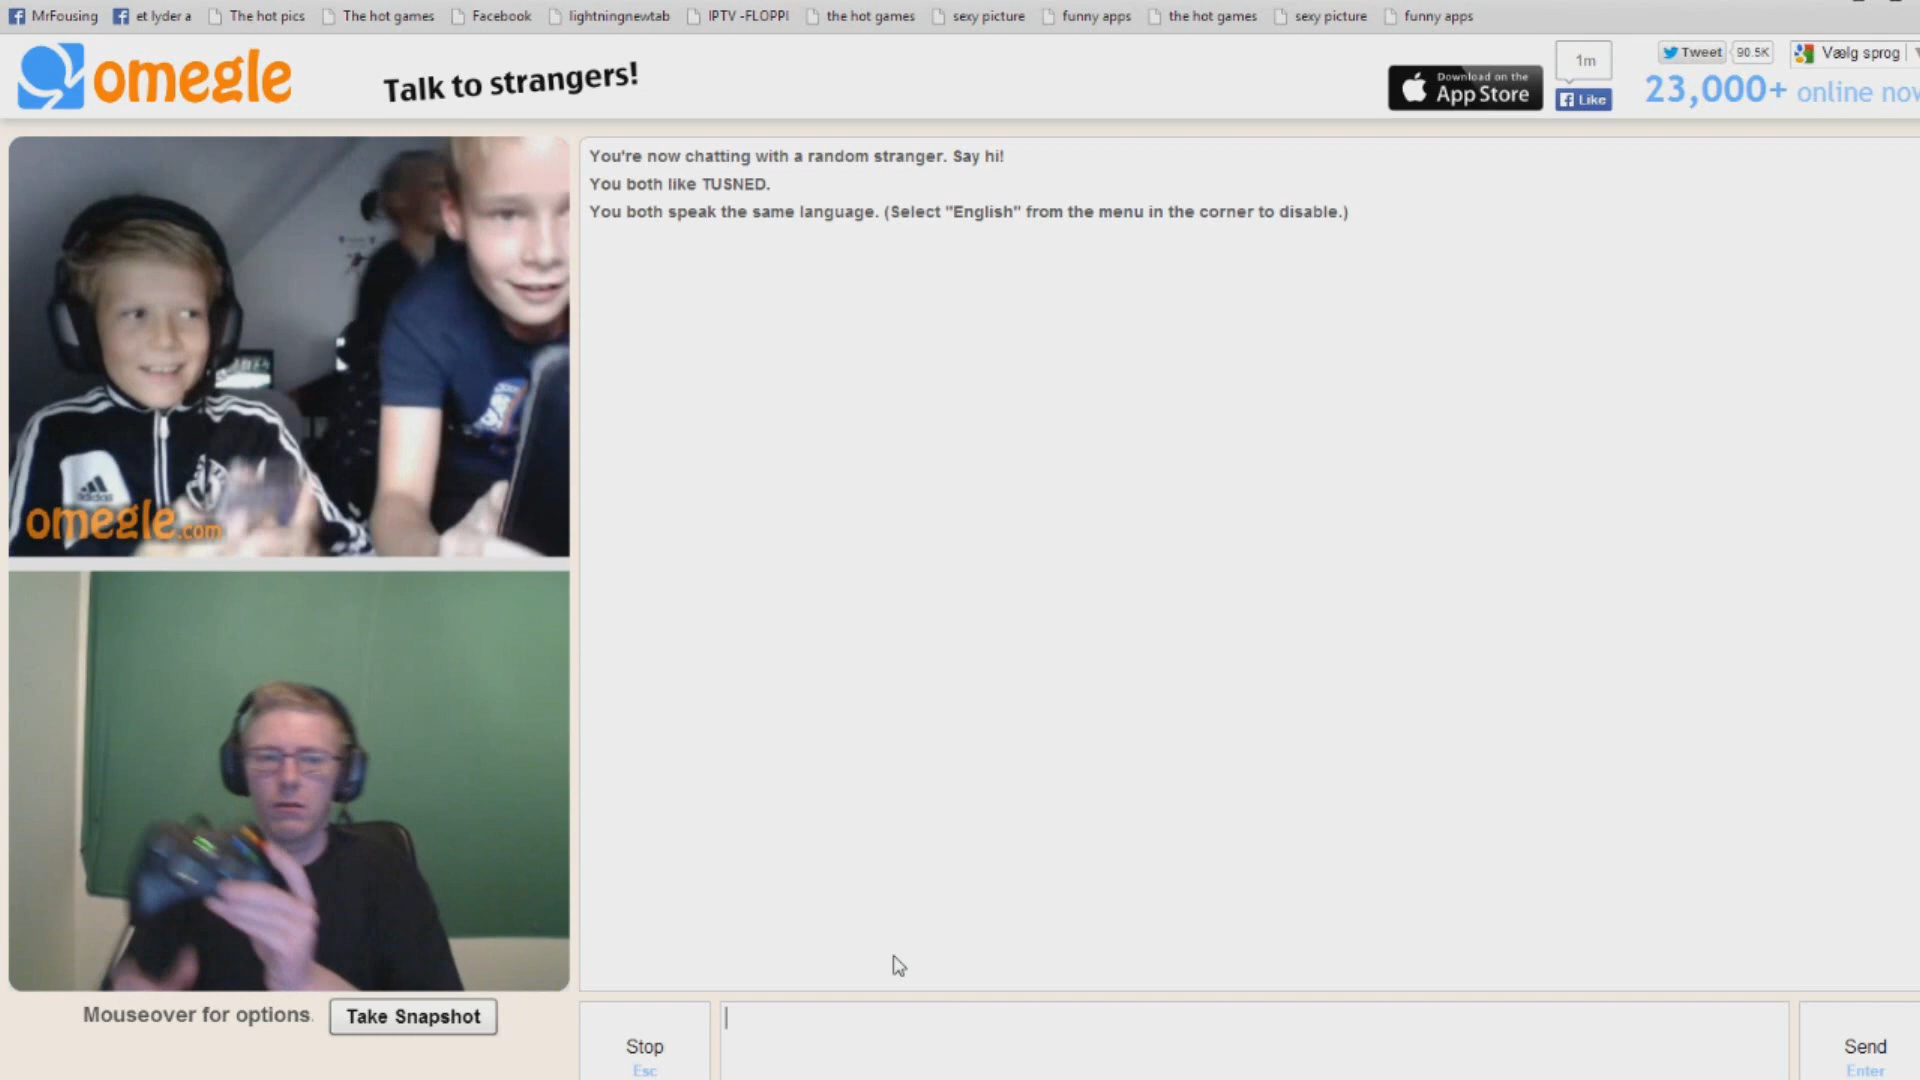 MrFousing et lyder a The hot pics The hot games Facebook lightningnewtab IPTV -FLOPPI the hot games sexy picture funny apps the hot games sexy picture funny apps
omegle Talk to strangers! Download on the App Store 1m Like Tweet 90.5K Vælg sprog
23,000+ online now
You're now chatting with a random stranger. Say hi!
You both like TUSNED.
You both speak the same language. (Select "English" from the menu in the corner to disable.)
adidas
omegle.com
Mouseover for options. Take Snapshot
Stop
Esc
Send
Enter